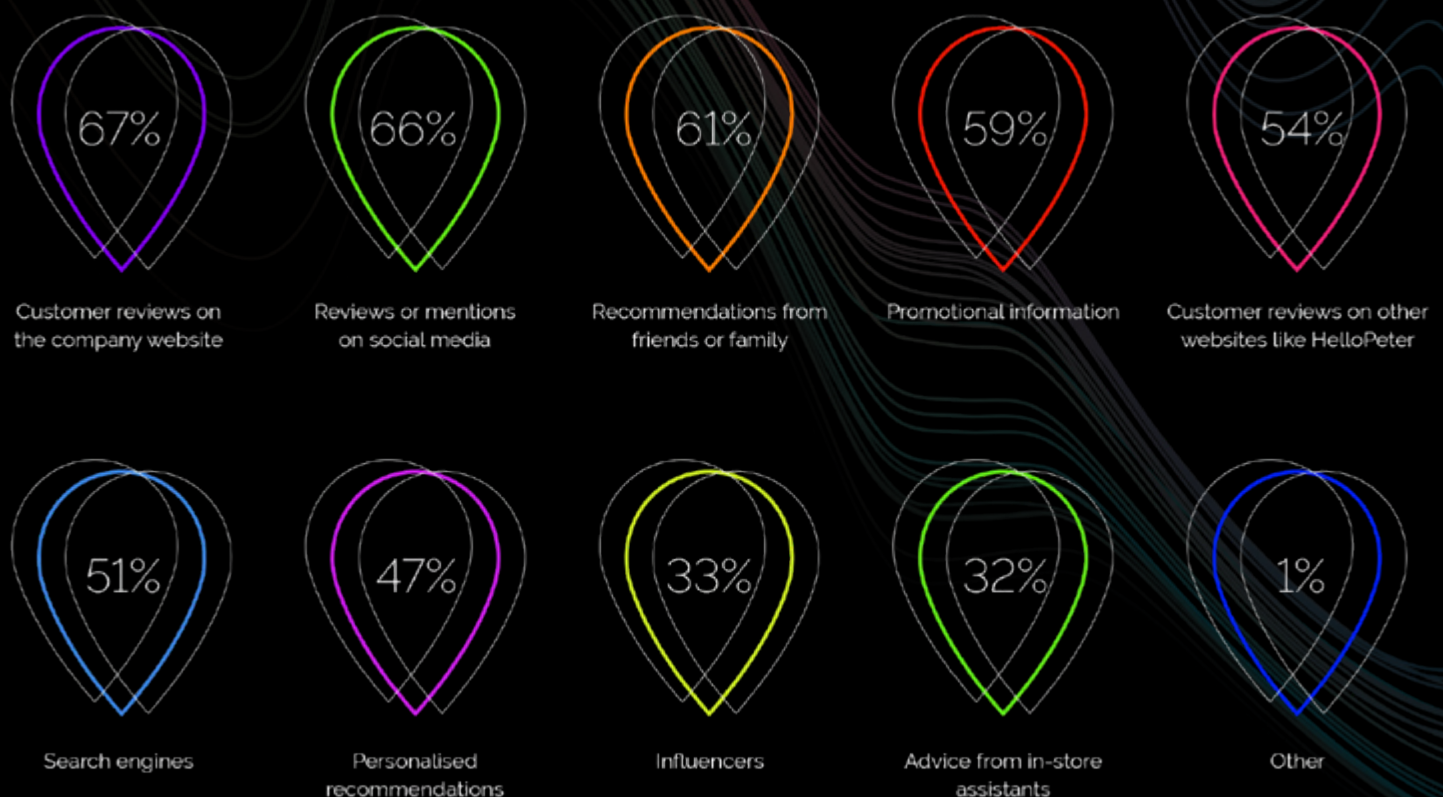 67%
66%
61%
59%
54%
Customer reviews on
the company website
Reviews or mentions
on social media
Recommendations from
friends or family
Promotional information
Customer reviews on other
websites like HelloPeter
51%
47%
33%
32%
1%
Search engines
Personalised
recommendations
Influencers
Advice from in-store
assistants
Other